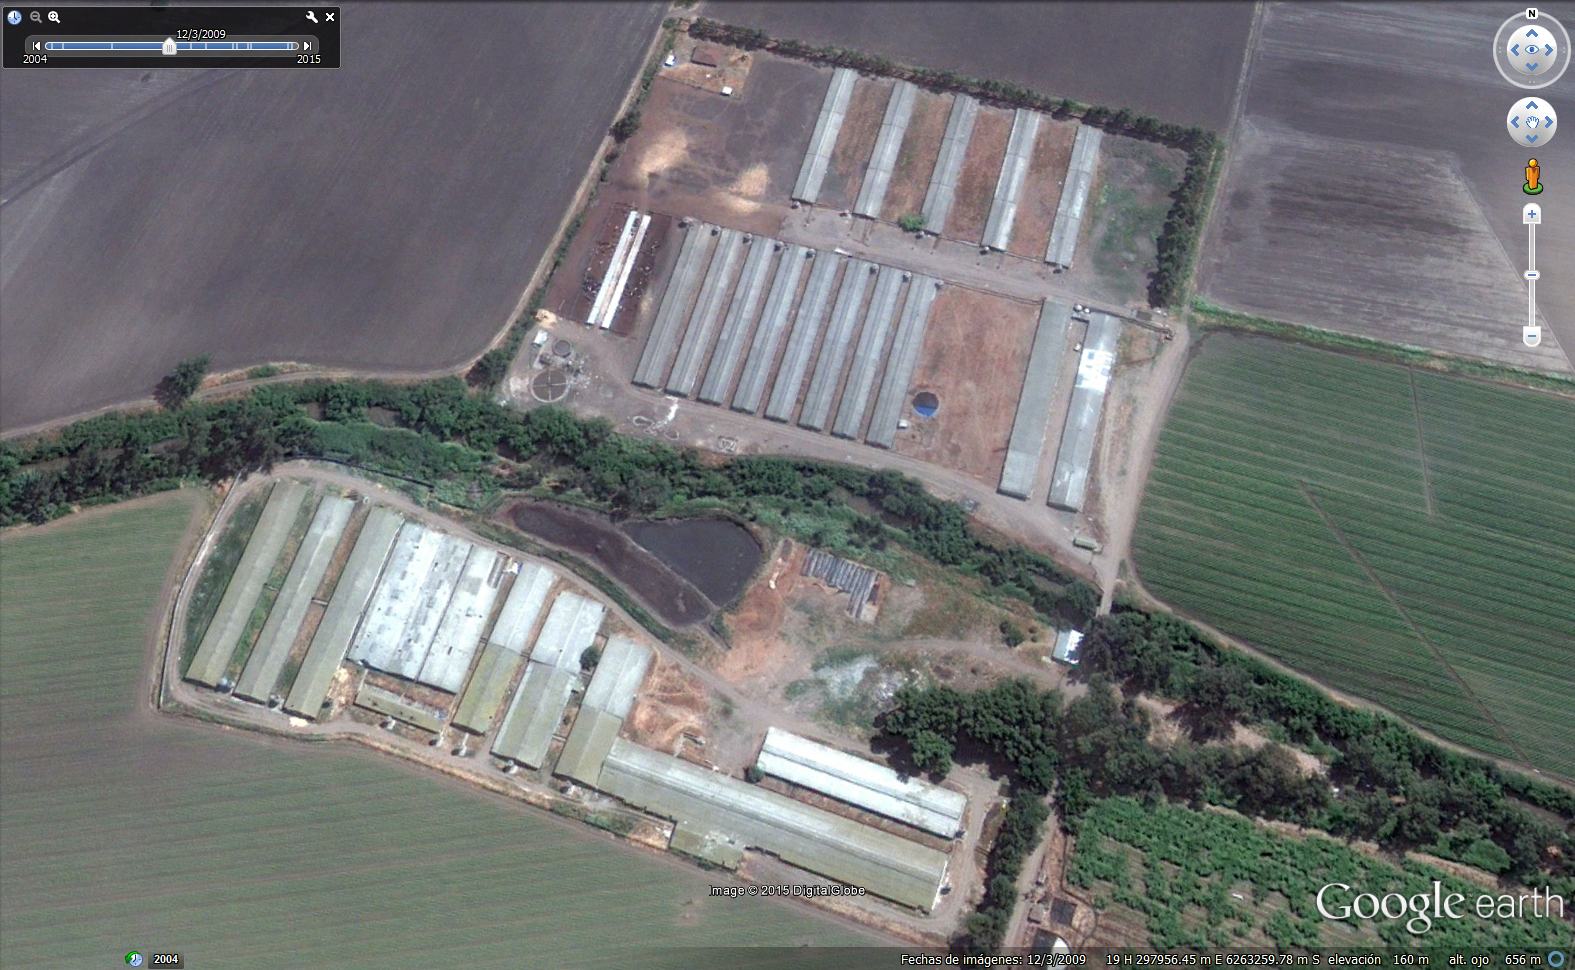 12/3/2009
2004
2015
N
Image © 2015 DigitalGlobe
Google earth
2004
Fechas de imágenes: 12/3/2009 19 H 297956.45 m E 6263259.78 m S elevación 160 m alt. ojo 656 m